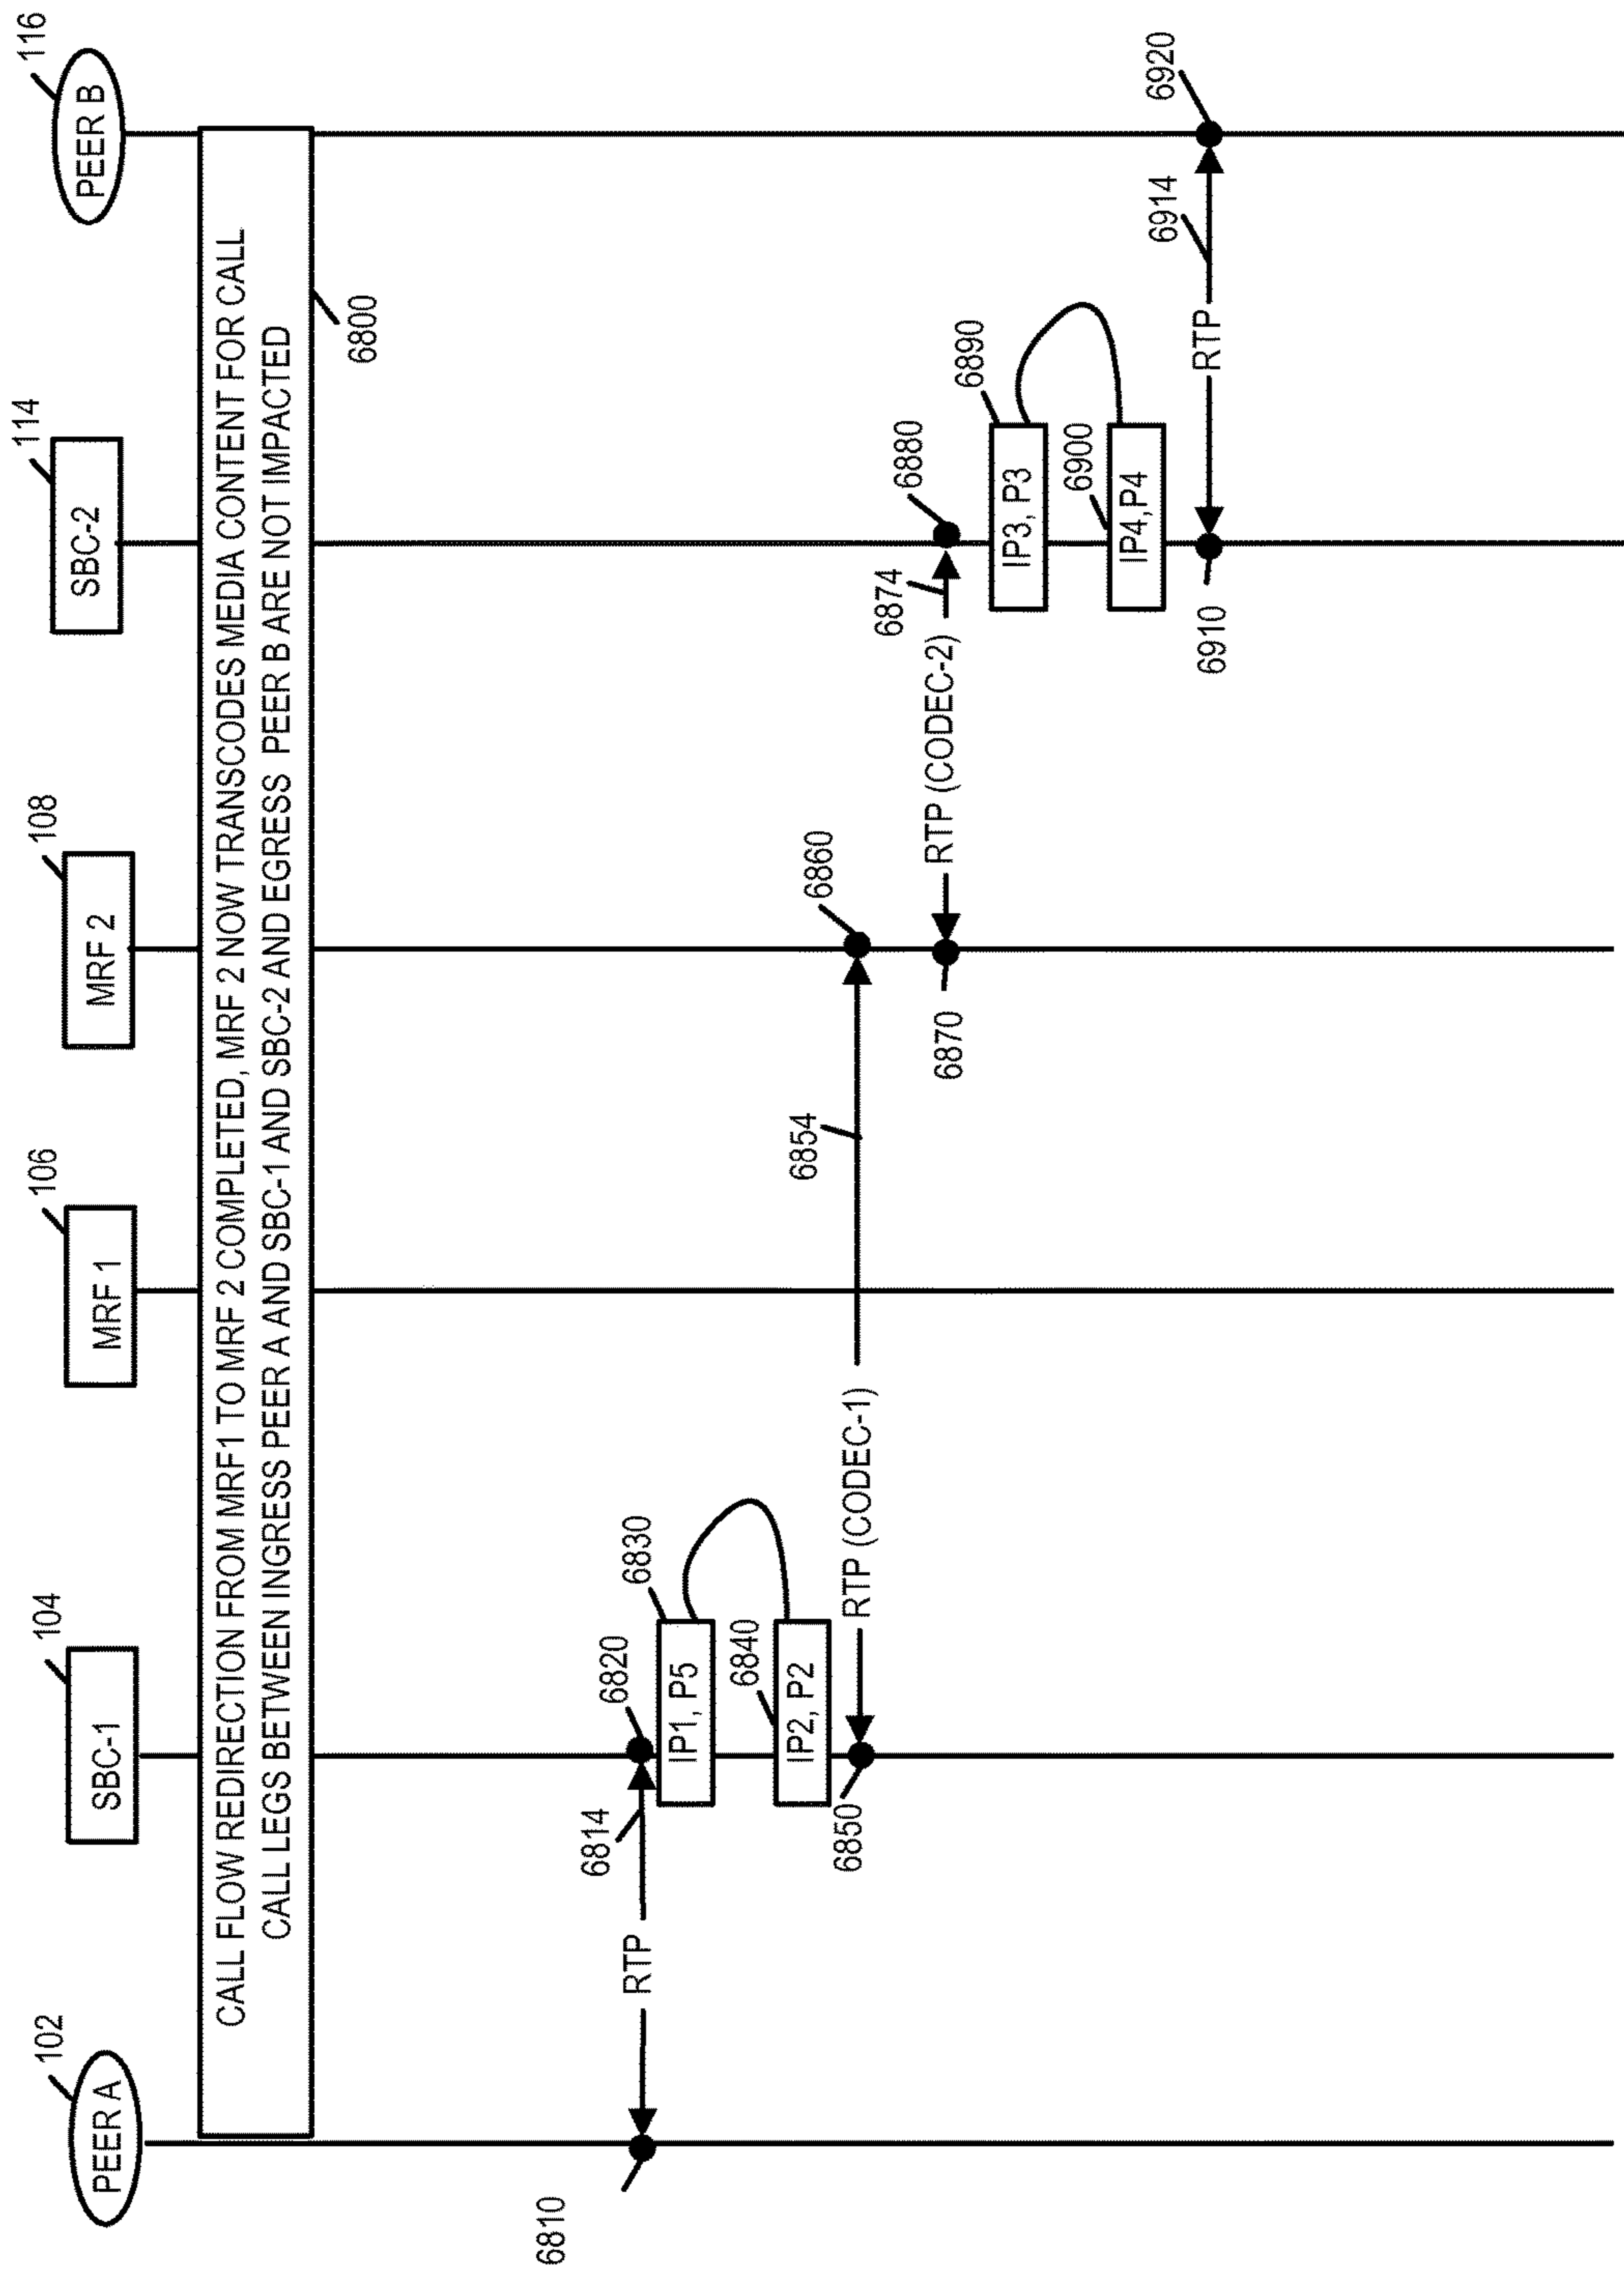 102
104
106
108
114
116
PEER A
SBC-1
MRF1
MRF 2
SBC-2
PEER B
CALL FLOW REDIRECTION FROM MRF1 TO MRF 2 COMPLETED, MRF 2 NOW TRANSCODES MEDIA CONTENT FOR CALL
CALL LEGS BETWEEN INGRESS PEER A AND SBC-1 AND SBC-2 AND EGRESS PEER B ARE NOT IMPACTED
6800
6810
RTP
6814
6820
6830
IP1, P5
6840
IP2, P2
6850
RTP (CODEC-1)
6854
6860
6870
RTP (CODEC-2)
6874
6880
6890
IP3, P3
6900
IP4,P4
6910
RTP
6914
6920